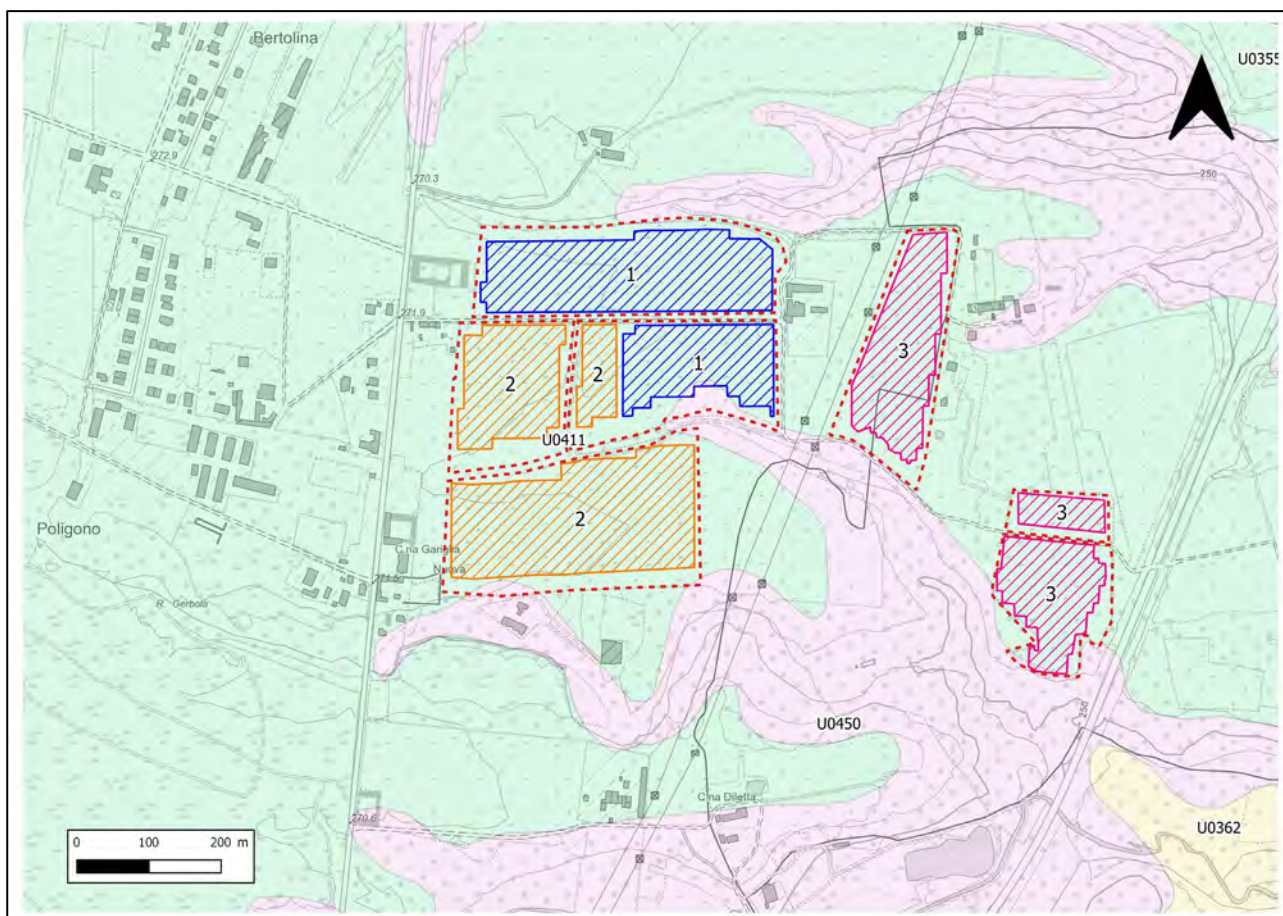 Bertolina
U0355
272.9
250
270.3
1
271.9
3
2
2
1
U0411
3
2
Poligono
C.na Gariglia
Nuova
3
R. Gerbola
250
U0450
C.na Diletta
U0362
270.6
0 100 200 m